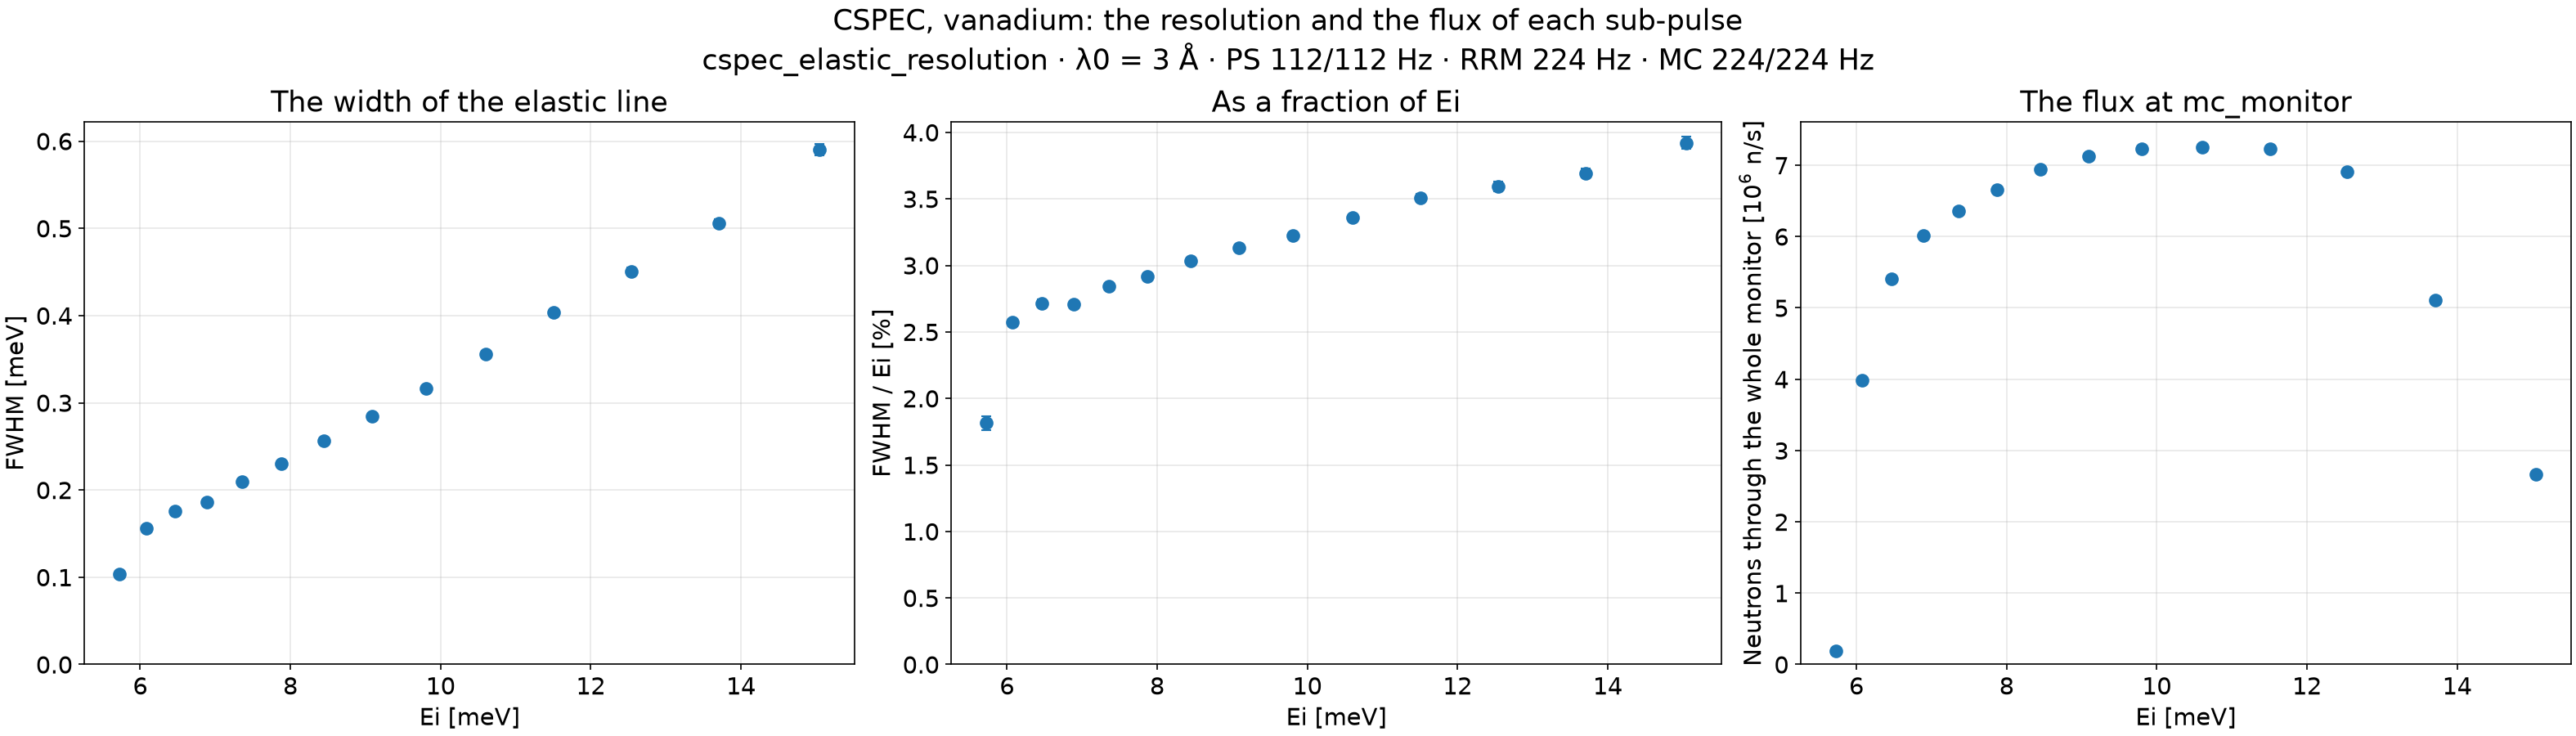 CSPEC, vanadium: the resolution and the flux of each sub-pulse
cspec_elastic_resolution · λ0 = 3 Å · PS 112/112 Hz · RRM 224 Hz · MC 224/224 Hz
The width of the elastic line
FWHM [meV]
0.6
0.5
0.4
0.3
0.2
0.1
0.0
6 8 10 12 14
Ei [meV]
As a fraction of Ei
FWHM / Ei [%]
4.0
3.5
3.0
2.5
2.0
1.5
1.0
0.5
0.0
6 8 10 12 14
Ei [meV]
The flux at mc_monitor
Neutrons through the whole monitor [10⁶ n/s]
7
6
5
4
3
2
1
0
6 8 10 12 14
Ei [meV]